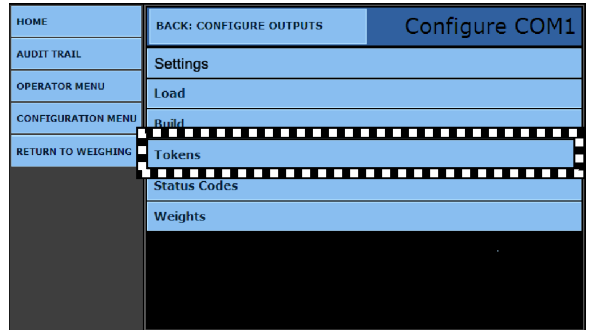 HOME
AUDIT TRAIL
OPERATOR MENU
CONFIGURATION MENU
RETURN TO WEIGHING
BACK: CONFIGURE OUTPUTS
Configure COM1
Settings
Load
Build
Tokens
Status Codes
Weights